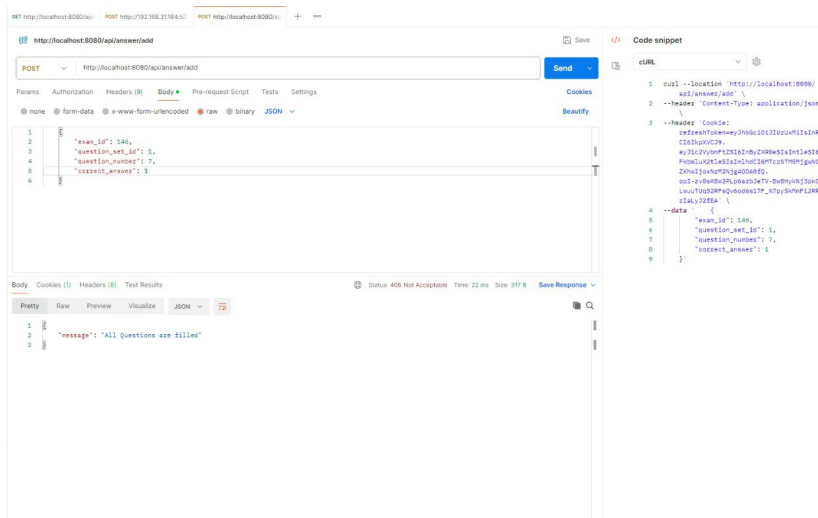 GET http://localhost:8080/ap POST http://192.168.31.184:50 POST http://localhost:8080/a
http://localhost:8080/api/answer/add Save
POST http://localhost:8080/api/answer/add Send
Params Authorization Headers (9) Body Pre-request Script Tests Settings Cookies
none form-data x-www-form-urlencoded raw binary JSON Beautify
1 {
2 "exam_id": 146,
3 "question_set_id": 1,
4 "question_number": 7,
5 "correct_answer": 1
6 }
Body Cookies (1) Headers (8) Test Results Status: 406 Not Acceptable Time: 22 ms Size: 317 B Save Response
Pretty Raw Preview Visualize JSON
1 {
2 "message": "All Questions are filled"
3 }
</> Code snippet
cURL
1 curl --location 'http://localhost:8080/
api/answer/add' \
2 --header 'Content-Type: application/json
\
3 --header 'Cookie:
4 --data ' {
5 "exam_id": 146,
6 "question_set_id": 1,
7 "question_number": 7,
8 "correct_answer": 1
9 }'